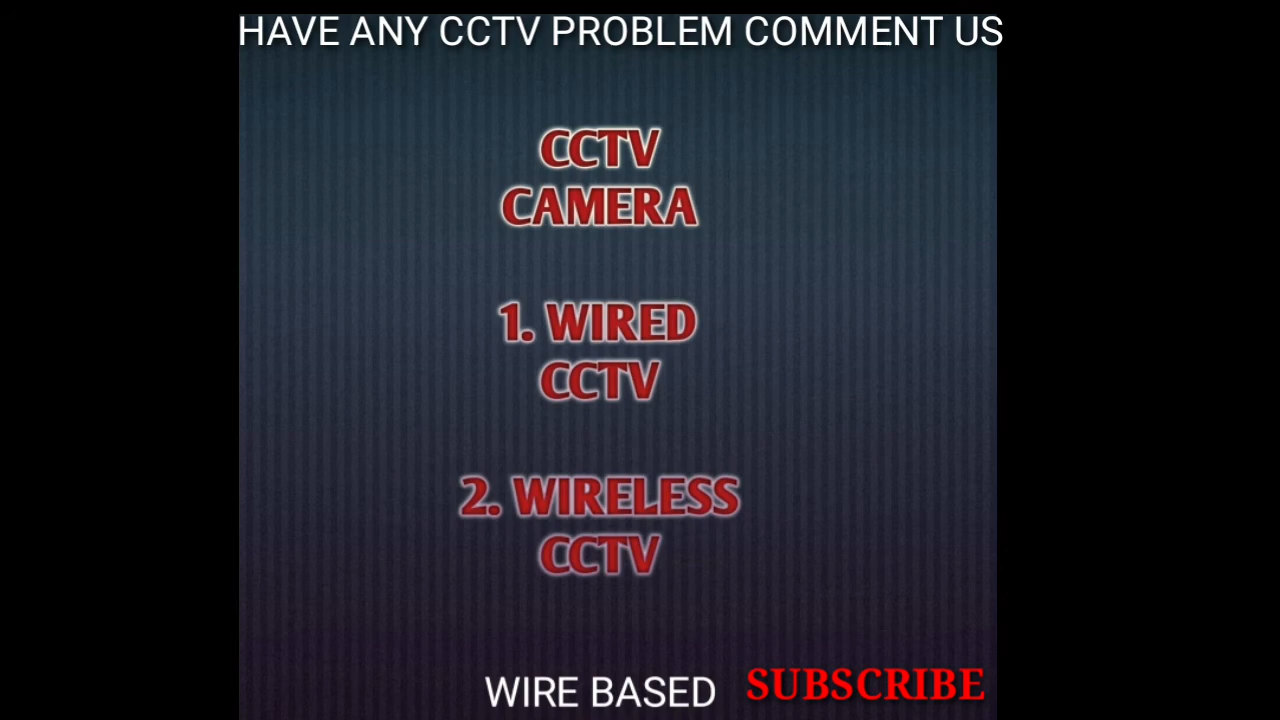 HAVE ANY CCTV PROBLEM COMMENT US
CCTV
CAMERA
1. WIRED
CCTV
2. WIRELESS
CCTV
WIRE BASED
SUBSCRIBE